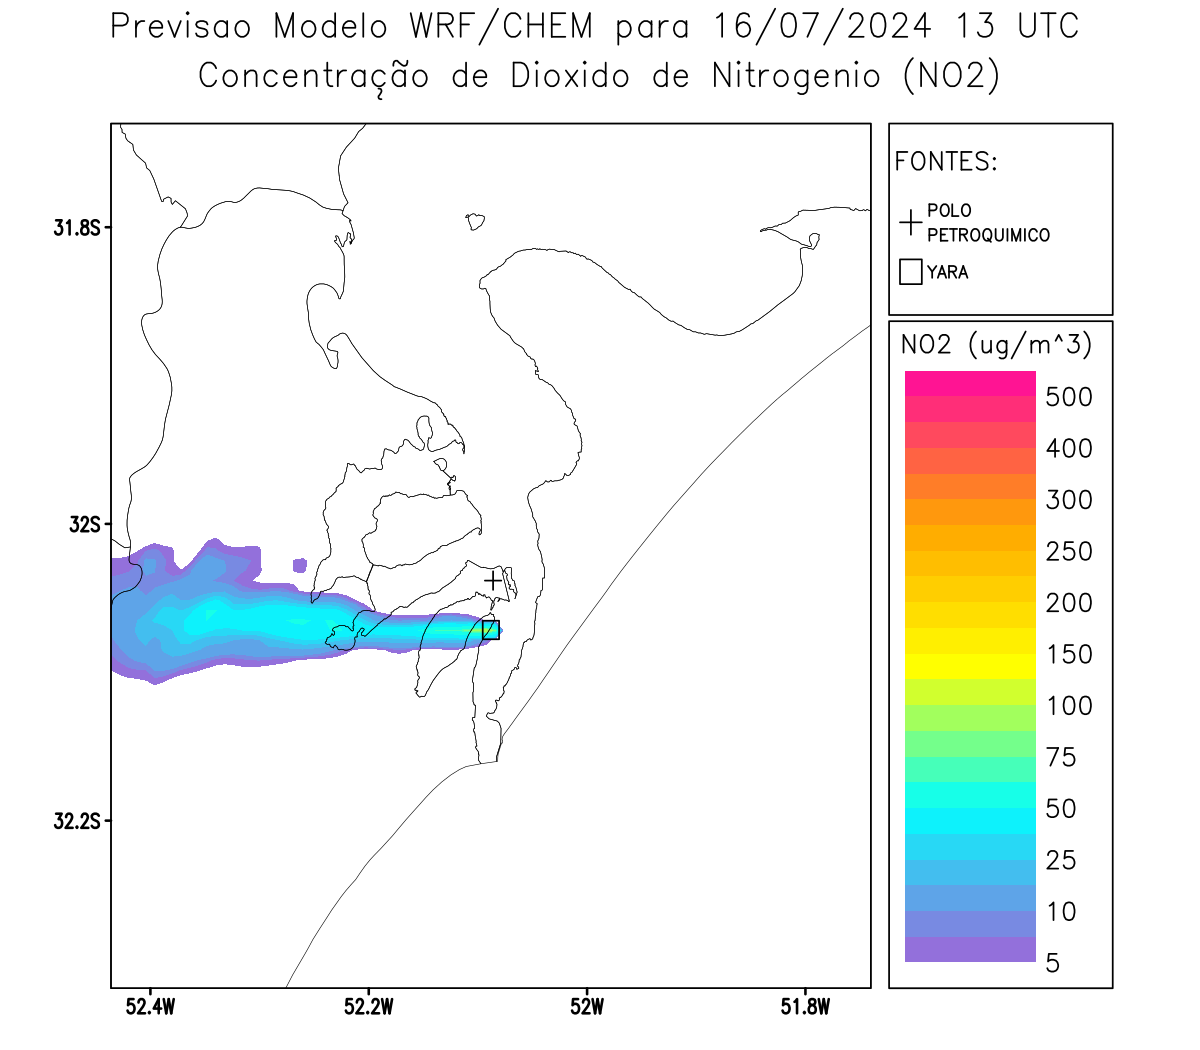 Previsao Modelo WRF/CHEM para 16/07/2024 13 UTC
Concentração de Dioxido de Nitrogenio (NO2)
FONTES:
POLO
PETROQUIMICO
YARA
NO2 (ug/m^3)
500
400
300
250
200
150
100
75
50
25
10
5
31.8S
32S
32.2S
52.4W
52.2W
52W
51.8W